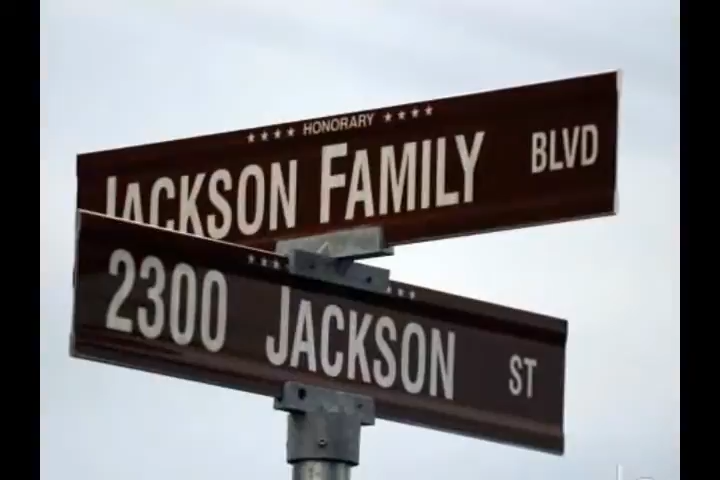 ★★★★ HONORARY ★★★★
JACKSON FAMILY BLVD
2300 JACKSON ST